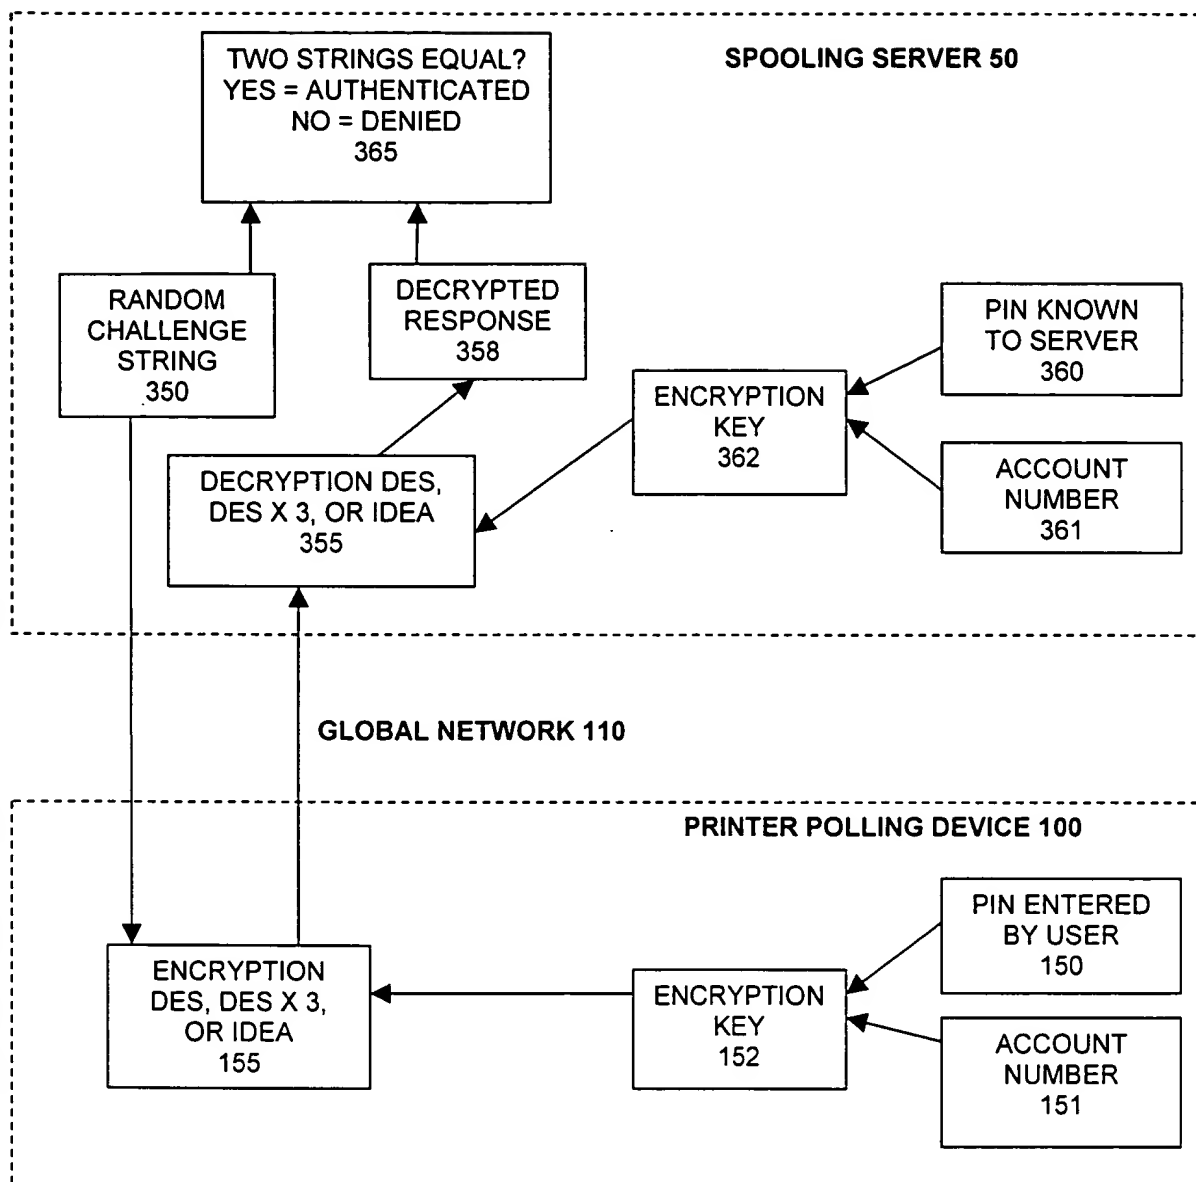 SPOOLING SERVER 50
TWO STRINGS EQUAL?
YES = AUTHENTICATED
NO = DENIED
365
RANDOM
CHALLENGE
STRING
350
DECRYPTED
RESPONSE
358
PIN KNOWN
TO SERVER
360
ENCRYPTION
KEY
362
ACCOUNT
NUMBER
361
DECRYPTION DES,
DES X 3, OR IDEA
355
GLOBAL NETWORK 110
PRINTER POLLING DEVICE 100
PIN ENTERED
BY USER
150
ENCRYPTION
DES, DES X 3,
OR IDEA
155
ENCRYPTION
KEY
152
ACCOUNT
NUMBER
151